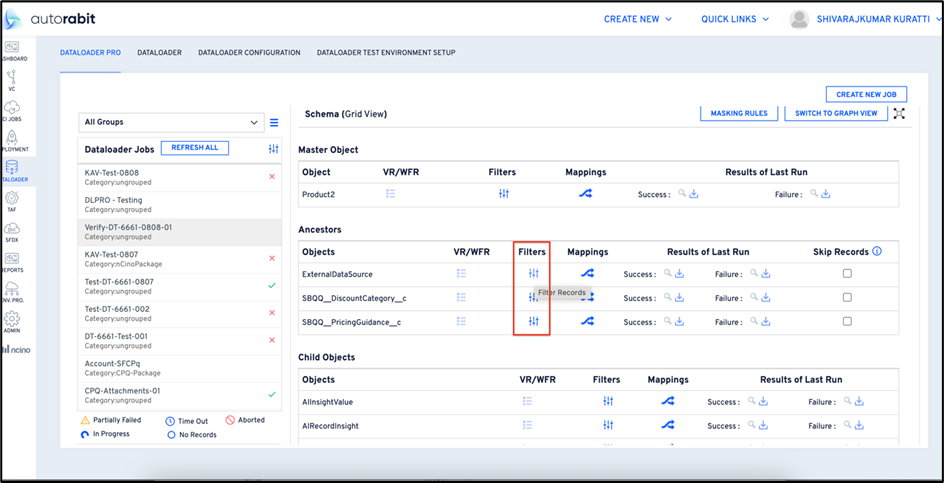 autorabit
CREATE NEW
QUICK LINKS
SHIVARAJKUMAR KURATTI
DATALOADER PRO
DATALOADER
DATALOADER CONFIGURATION
DATALOADER TEST ENVIRONMENT SETUP
SHBOARD
VC
CI JOBS
PLOYMENT
TALOADER
TAF
SFDX
REPORTS
ENV. PRO.
ADMIN
ncino
CREATE NEW JOB
All Groups
Dataloader Jobs
REFRESH ALL
KAV-Test-0808
Category:ungrouped
DLPRO - Testing
Category:ungrouped
Verify-DT-6661-0808-01
Category:ungrouped
KAV-Test-0807
Category:nCinoPackage
Test-DT-6661-0807
Category:ungrouped
Test-DT-6661-002
Category:ungrouped
DT-6661-Test-001
Category:ungrouped
Account-SFCPq
Category:CPQ-Package
CPQ-Attachments-01
Category:ungrouped
Partially Failed
Time Out
Aborted
In Progress
No Records
Schema (Grid View)
MASKING RULES
SWITCH TO GRAPH VIEW
Master Object
Object VR/WFR Filters Mappings Results of Last Run
Product2 Success : Failure :
Ancestors
Objects VR/WFR Filters Mappings Results of Last Run Skip Records
ExternalDataSource Success : Failure :
Filter Records
SBQQ__DiscountCategory__c Success : Failure :
SBQQ__PricingGuidance__c Success : Failure :
Child Objects
Objects VR/WFR Filters Mappings Results of Last Run
AIInsightValue Success : Failure :
AIRecordInsight Success : Failure :